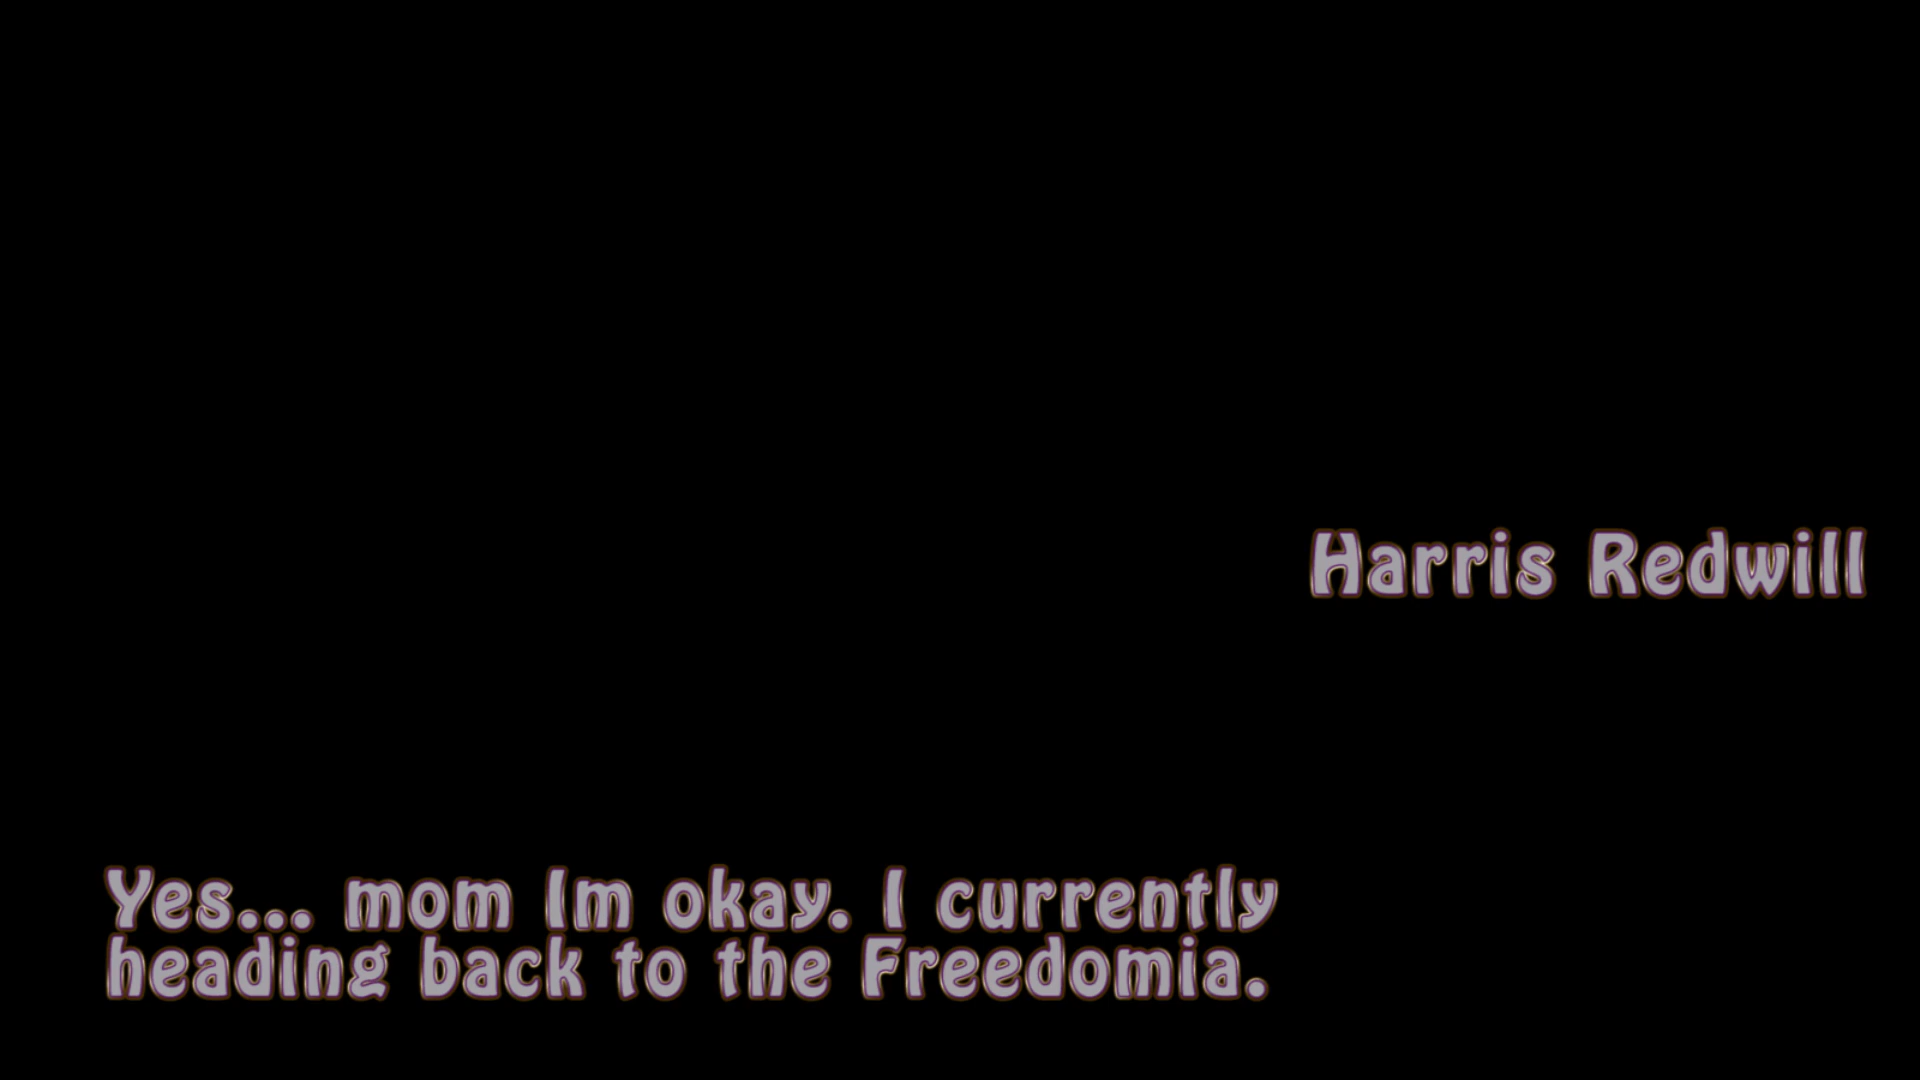 Harris Redwill
Yes... mom Im okay. I currently
heading back to the Freedomia.